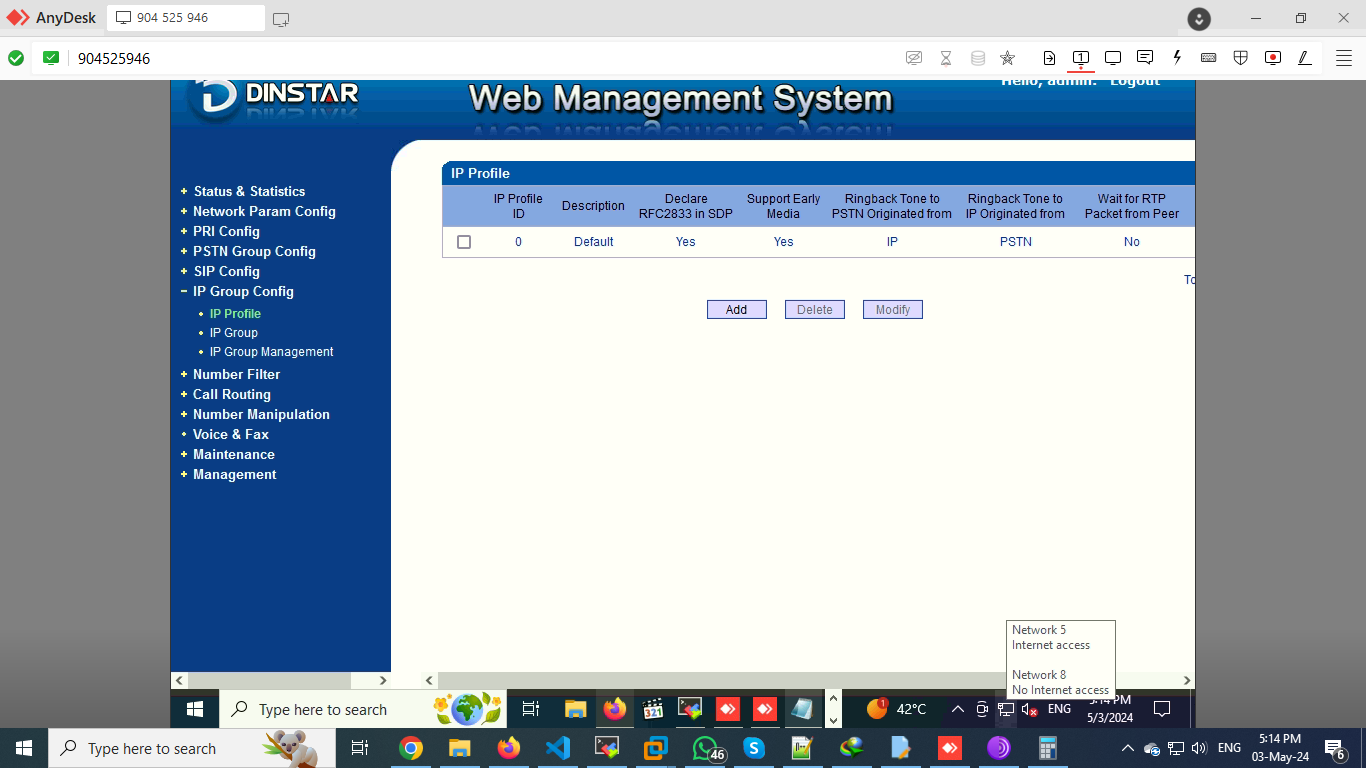 AnyDesk
904 525 946
904525946
DINSTAR
Web Management System
Hello, admin! Logout
Status & Statistics
Network Param Config
PRI Config
PSTN Group Config
SIP Config
IP Group Config
IP Profile
IP Group
IP Group Management
Number Filter
Call Routing
Number Manipulation
Voice & Fax
Maintenance
Management
IP Profile
IP Profile ID
Description
Declare RFC2833 in SDP
Support Early Media
Ringback Tone to PSTN Originated from
Ringback Tone to IP Originated from
Wait for RTP Packet from Peer
0 Default Yes Yes IP PSTN No
To
Add Delete Modify
Network 5
Internet access
Network 8
No Internet access
Type here to search
321
1
42°C
ENG
5:14 PM
5/3/2024
Type here to search
46
ENG
5:14 PM
03-May-24
6